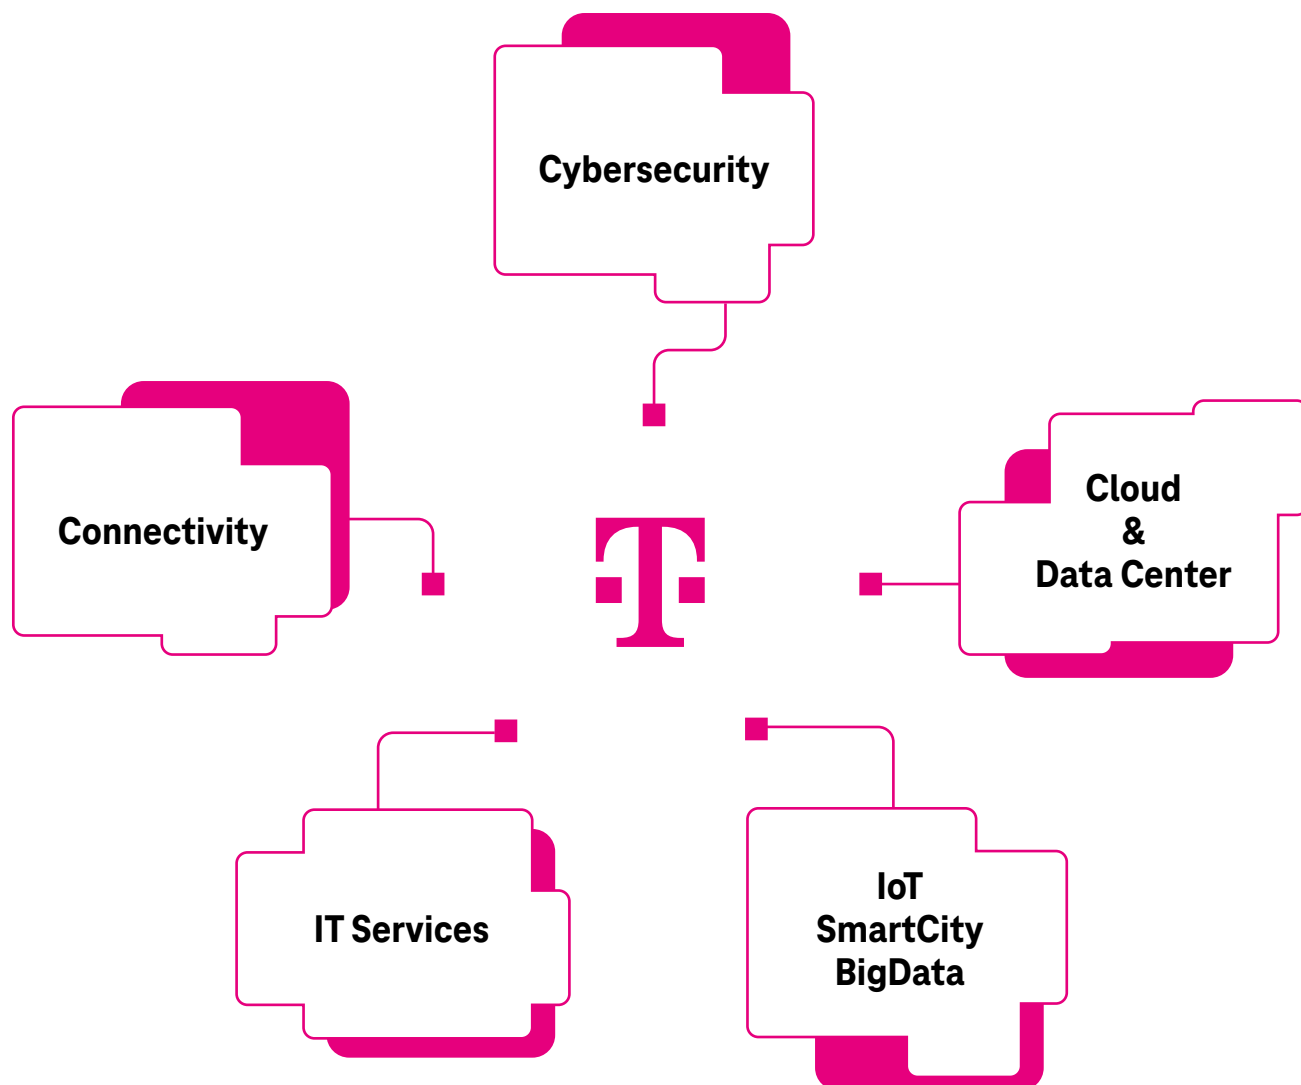 Cybersecurity
Connectivity
Cloud
&
Data Center
T
IT Services
IoT
SmartCity
BigData